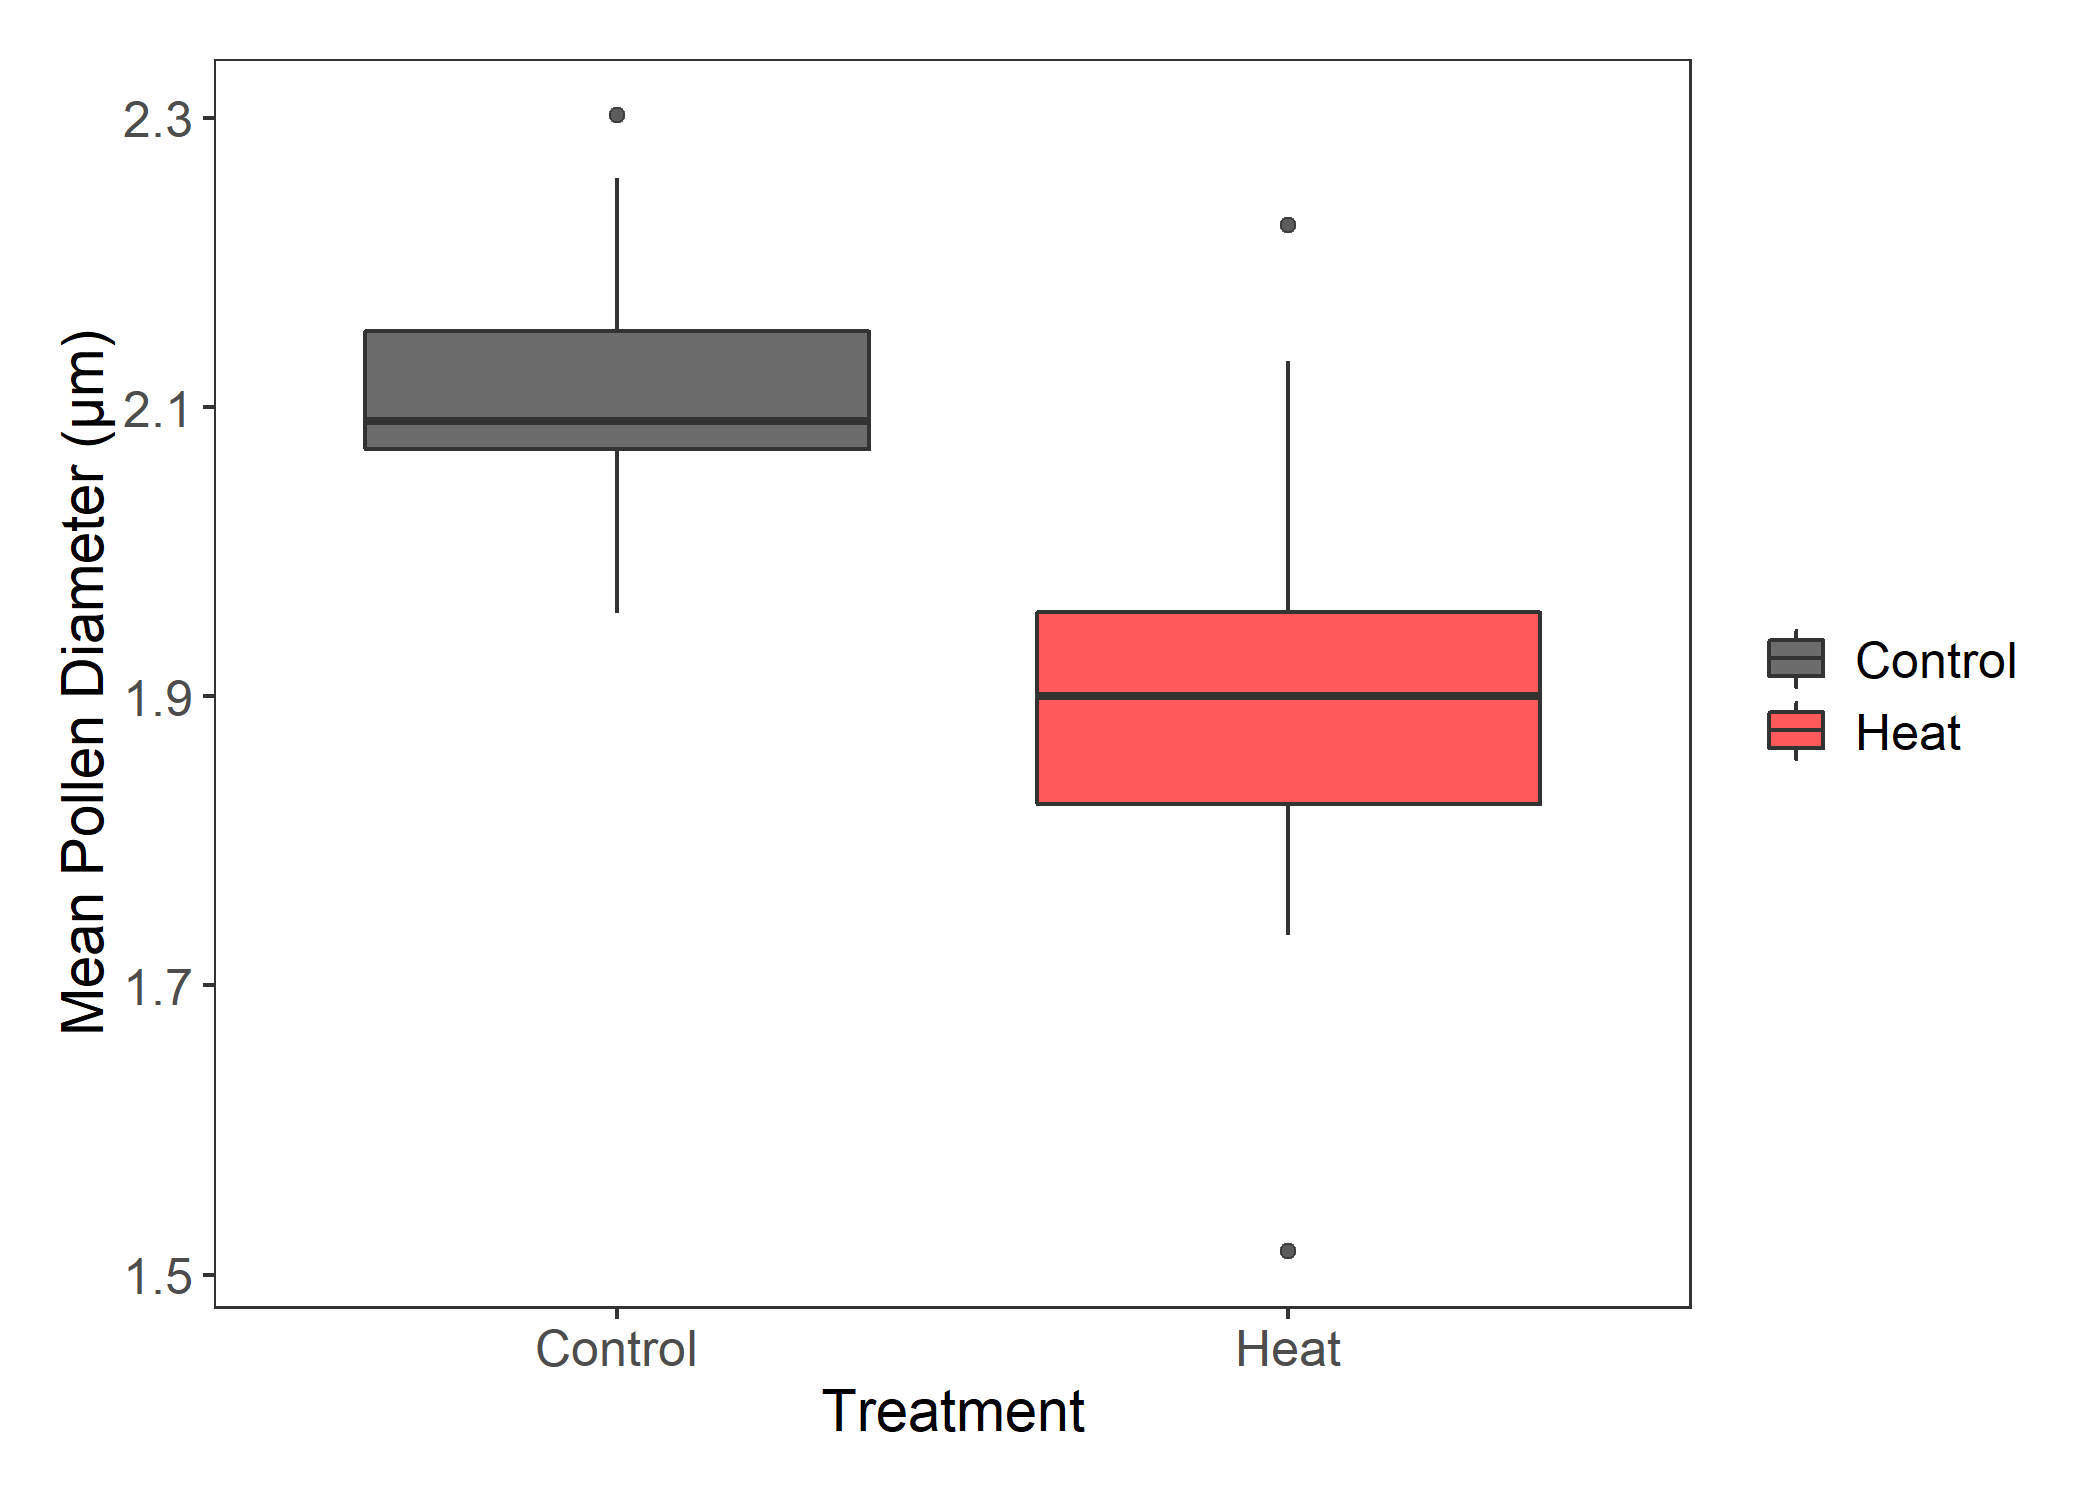 Mean Pollen Diameter (µm)
2.3
2.1
1.9
1.7
1.5
Control
Heat
Treatment
Control
Heat